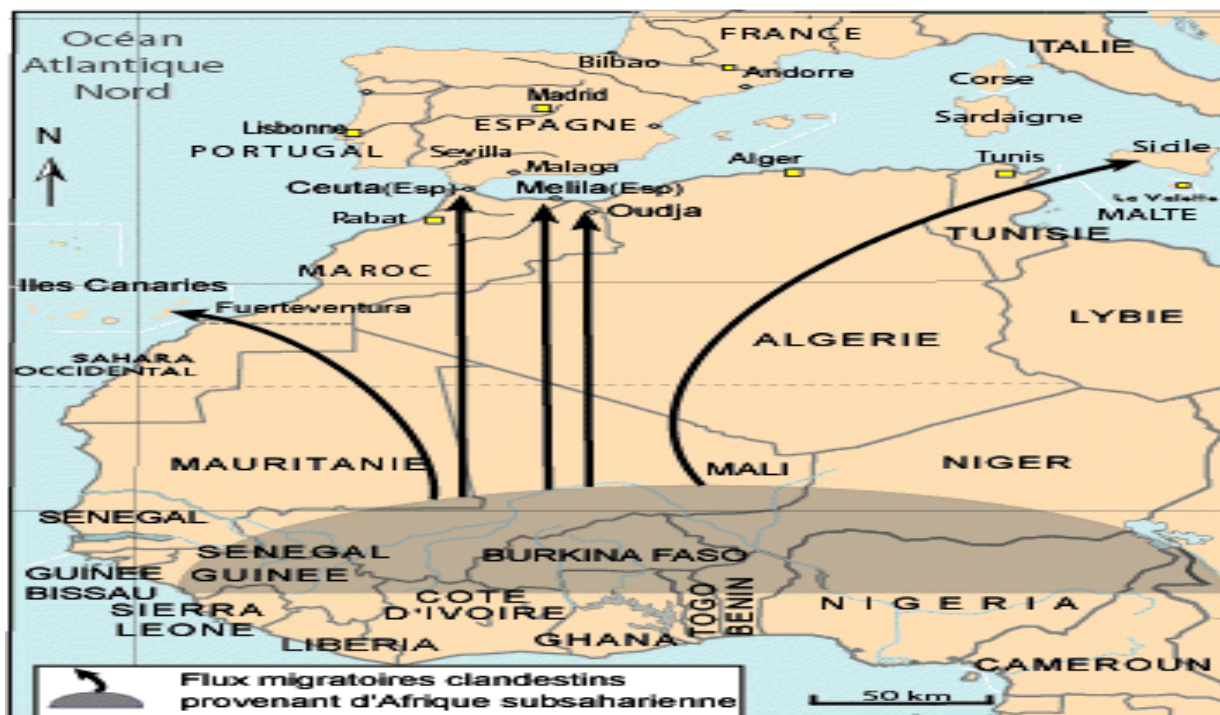 Océan
Atlantique
Nord
FRANCE
ITALIE
Bilbao
Andorre
Corse
Madrid
Sardaigne
N
Lisbonne
ESPAGNE
PORTUGAL
Sevilla
Malaga
Alger
Tunis
Sicile
Ceuta(Esp)
Melila(Esp)
La Valette
Rabat
Oudja
MALTE
TUNISIE
MAROC
Iles Canaries
Fuerteventura
LYBIE
ALGERIE
SAHARA
OCCIDENTAL
MAURITANIE
MALI
NIGER
SENEGAL
SENEGAL
BURKINA FASO
GUINEE
BISSAU
GUINEE
COTE
D'IVOIRE
TOGO
BENIN
NIGERIA
SIERRA
LEONE
LIBERIA
GHANA
CAMEROUN
Flux migratoires clandestins
provenant d'Afrique subsaharienne
50 km